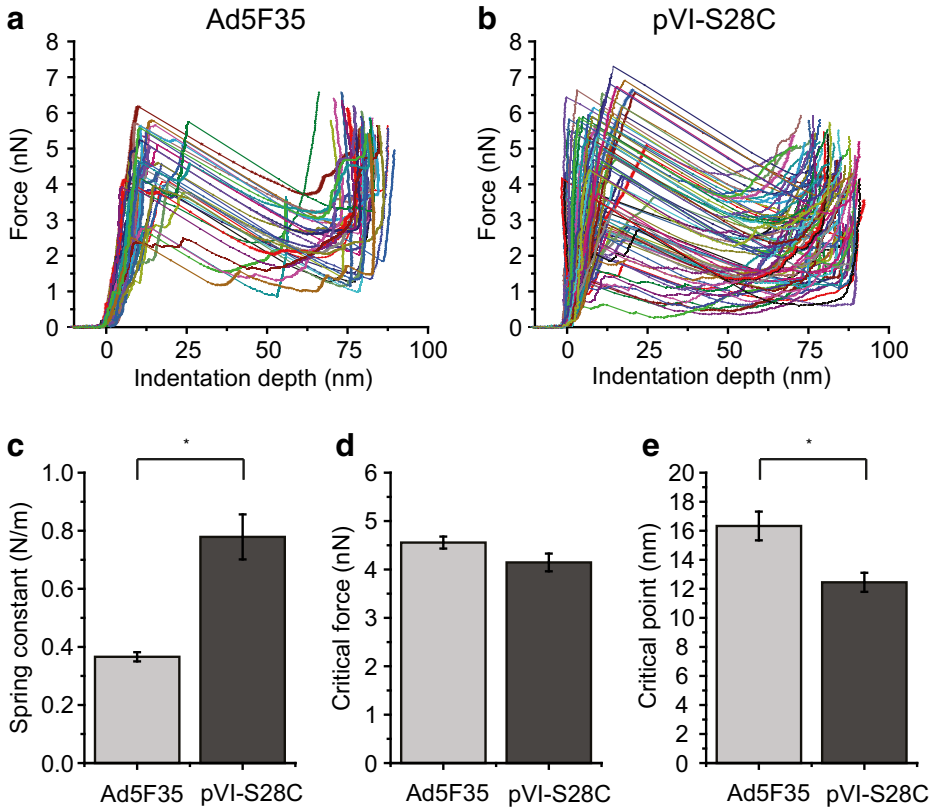 a
Ad5F35
8
7
6
5
4
3
2
1
0
Force (nN)
0
25
50
75
100
Indentation depth (nm)
b
pVI-S28C
8
7
6
5
4
3
2
1
0
Force (nN)
0
25
50
75
100
Indentation depth (nm)
c
*
1.0
0.8
0.6
0.4
0.2
0.0
Spring constant (N/m)
Ad5F35
pVI-S28C
d
6
5
4
3
2
1
0
Critical force (nN)
Ad5F35
pVI-S28C
e
*
20
18
16
14
12
10
8
6
4
2
0
Critical point (nm)
Ad5F35
pVI-S28C